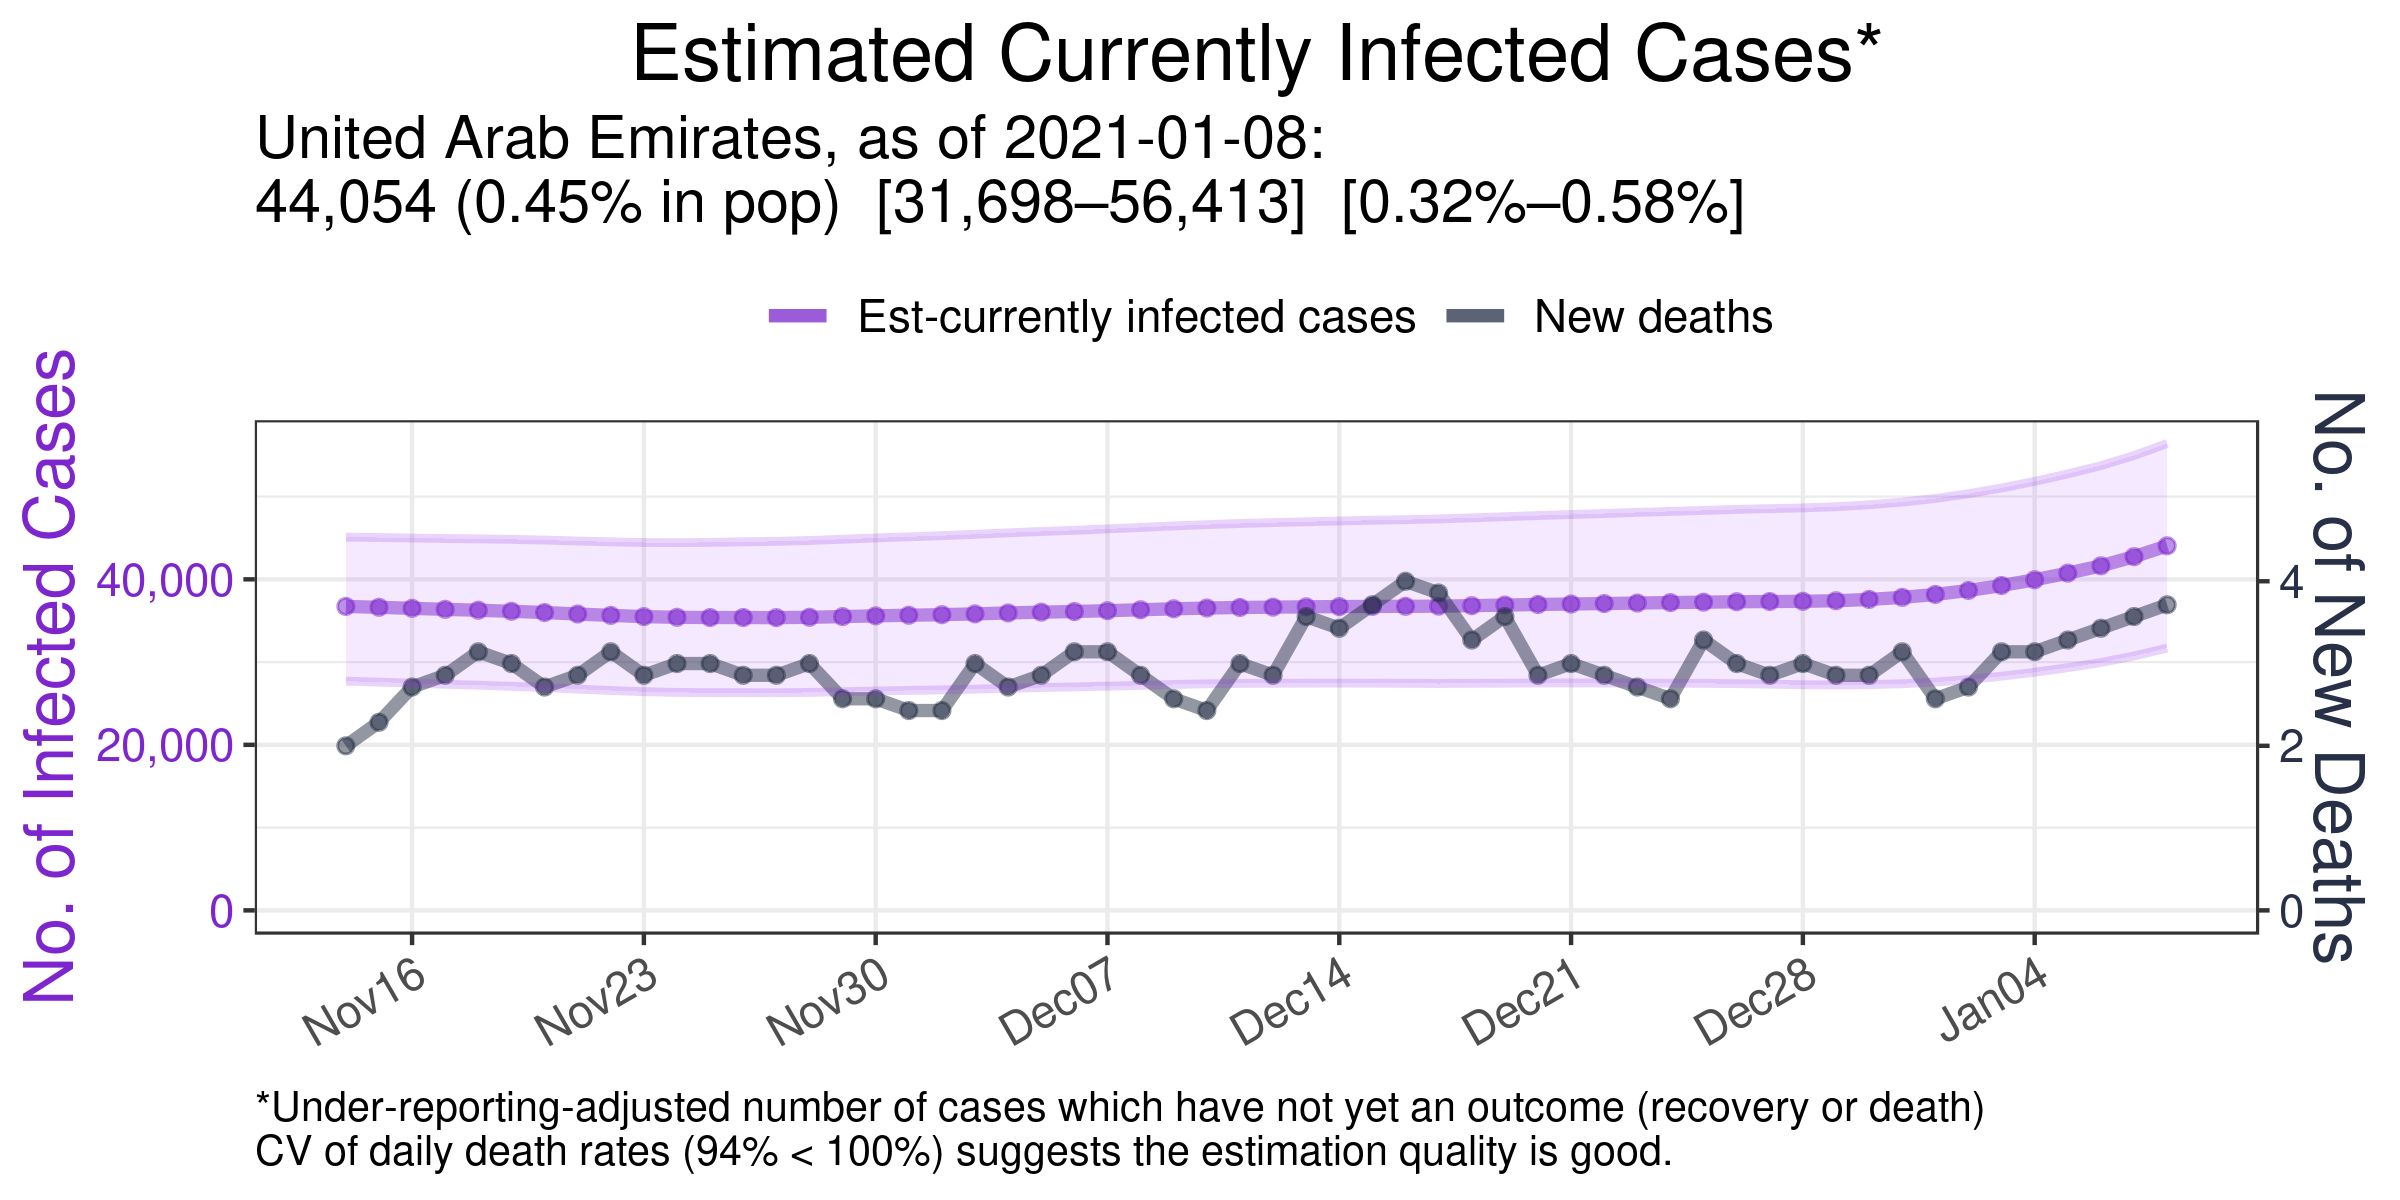 Estimated Currently Infected Cases*
United Arab Emirates, as of 2021-01-08:
44,054 (0.45% in pop)  [31,698–56,413]  [0.32%–0.58%]
Est-currently infected cases
New deaths
No. of Infected Cases
40,000
20,000
0
No. of New Deaths
4
2
0
Nov16
Nov23
Nov30
Dec07
Dec14
Dec21
Dec28
Jan04
*Under-reporting-adjusted number of cases which have not yet an outcome (recovery or death)
CV of daily death rates (94% < 100%) suggests the estimation quality is good.